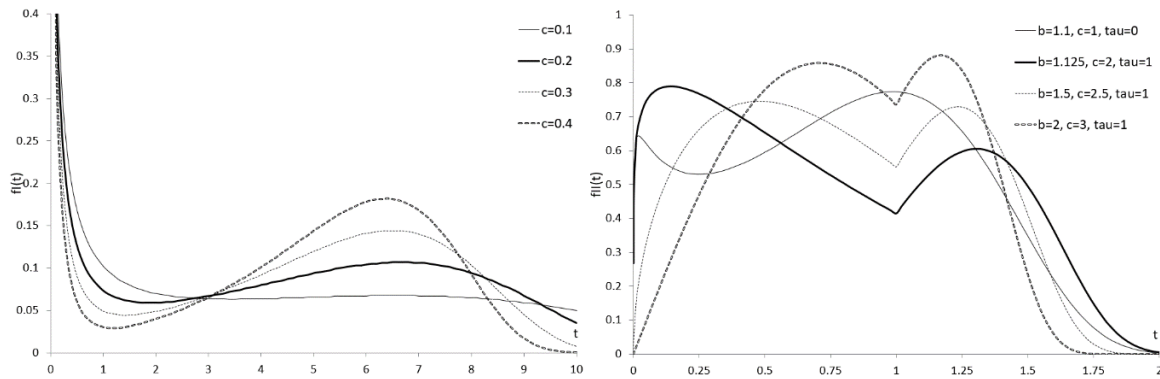 0.4
0.35
0.3
0.25
0.2
0.15
0.1
0.05
0
fI(t)
0 1 2 3 4 5 6 7 8 9 10
t
c=0.1
c=0.2
c=0.3
c=0.4
1
0.9
0.8
0.7
0.6
0.5
0.4
0.3
0.2
0.1
0
fII(t)
0 0.25 0.5 0.75 1 1.25 1.5 1.75 2
t
b=1.1, c=1, tau=0
b=1.125, c=2, tau=1
b=1.5, c=2.5, tau=1
b=2, c=3, tau=1